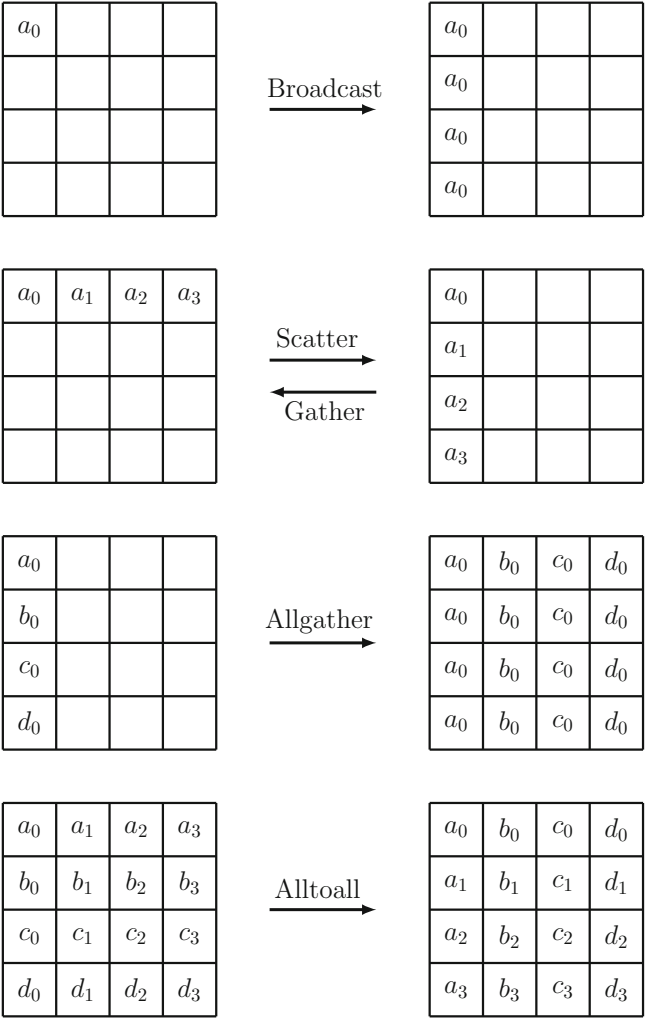 a₀ a₀
Broadcast
a₀
a₀
a₀
a₀ a₁ a₂ a₃ a₀
Scatter
a₁
Gather
a₂
a₃
a₀ a₀ b₀ c₀ d₀
b₀ Allgather a₀ b₀ c₀ d₀
c₀ a₀ b₀ c₀ d₀
d₀ a₀ b₀ c₀ d₀
a₀ a₁ a₂ a₃ a₀ b₀ c₀ d₀
b₀ b₁ b₂ b₃ Alltoall a₁ b₁ c₁ d₁
c₀ c₁ c₂ c₃ a₂ b₂ c₂ d₂
d₀ d₁ d₂ d₃ a₃ b₃ c₃ d₃